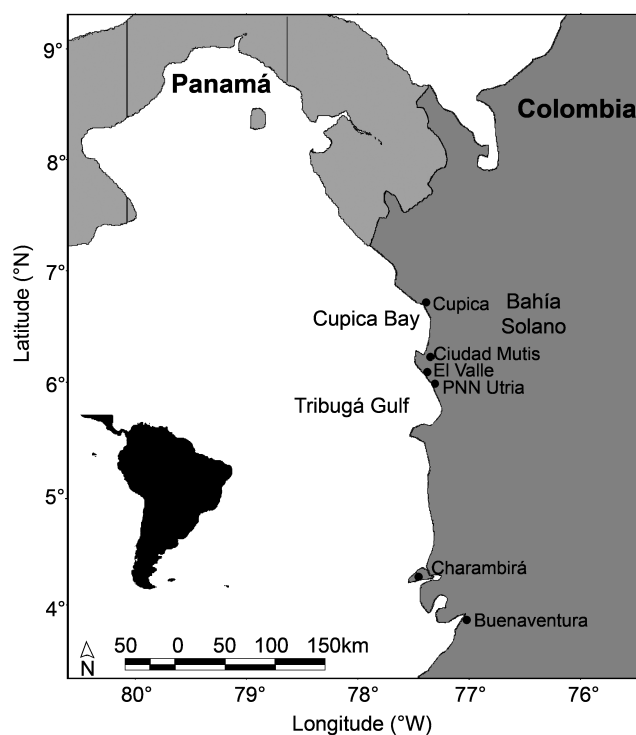 9°
Panamá
Colombia
8°
7°
Latitude (°N)
Cupica
Bahía
Solano
Cupica Bay
Ciudad Mutis
El Valle
PNN Utria
6°
Tribugá Gulf
5°
Charambirá
4°
Buenaventura
50 0 50 100 150km
N
80° 79° 78° 77° 76°
Longitude (°W)